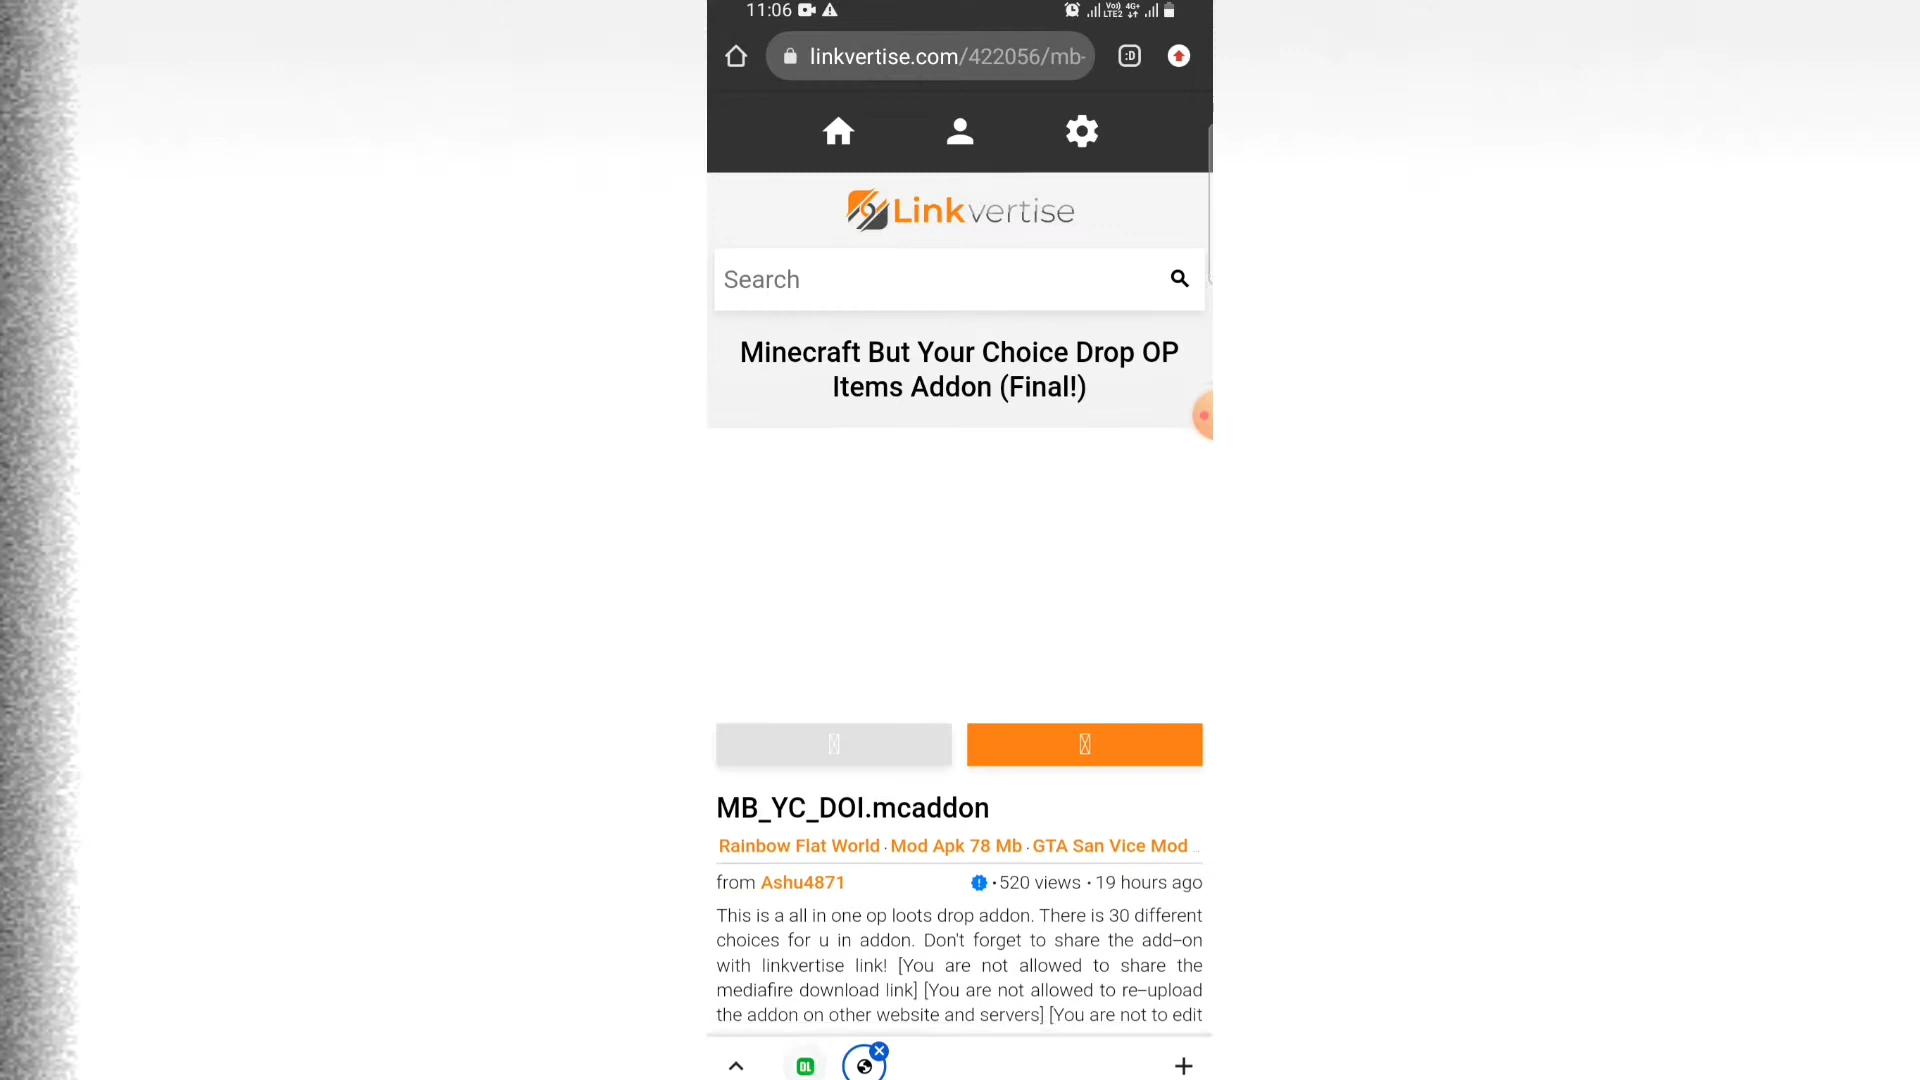 11:06
Vo) 4G+
LTE2
linkvertise.com/422056/mb-
:D
Linkvertise
Search
Minecraft But Your Choice Drop OP
Items Addon (Final!)
MB_YC_DOI.mcaddon
Rainbow Flat World · Mod Apk 78 Mb · GTA San Vice Mod ...
from Ashu4871 • 520 views • 19 hours ago
This is a all in one op loots drop addon. There is 30 different
choices for u in addon. Don't forget to share the add-on
with linkvertise link! [You are not allowed to share the
mediafire download link] [You are not allowed to re-upload
the addon on other website and servers] [You are not to edit
DL